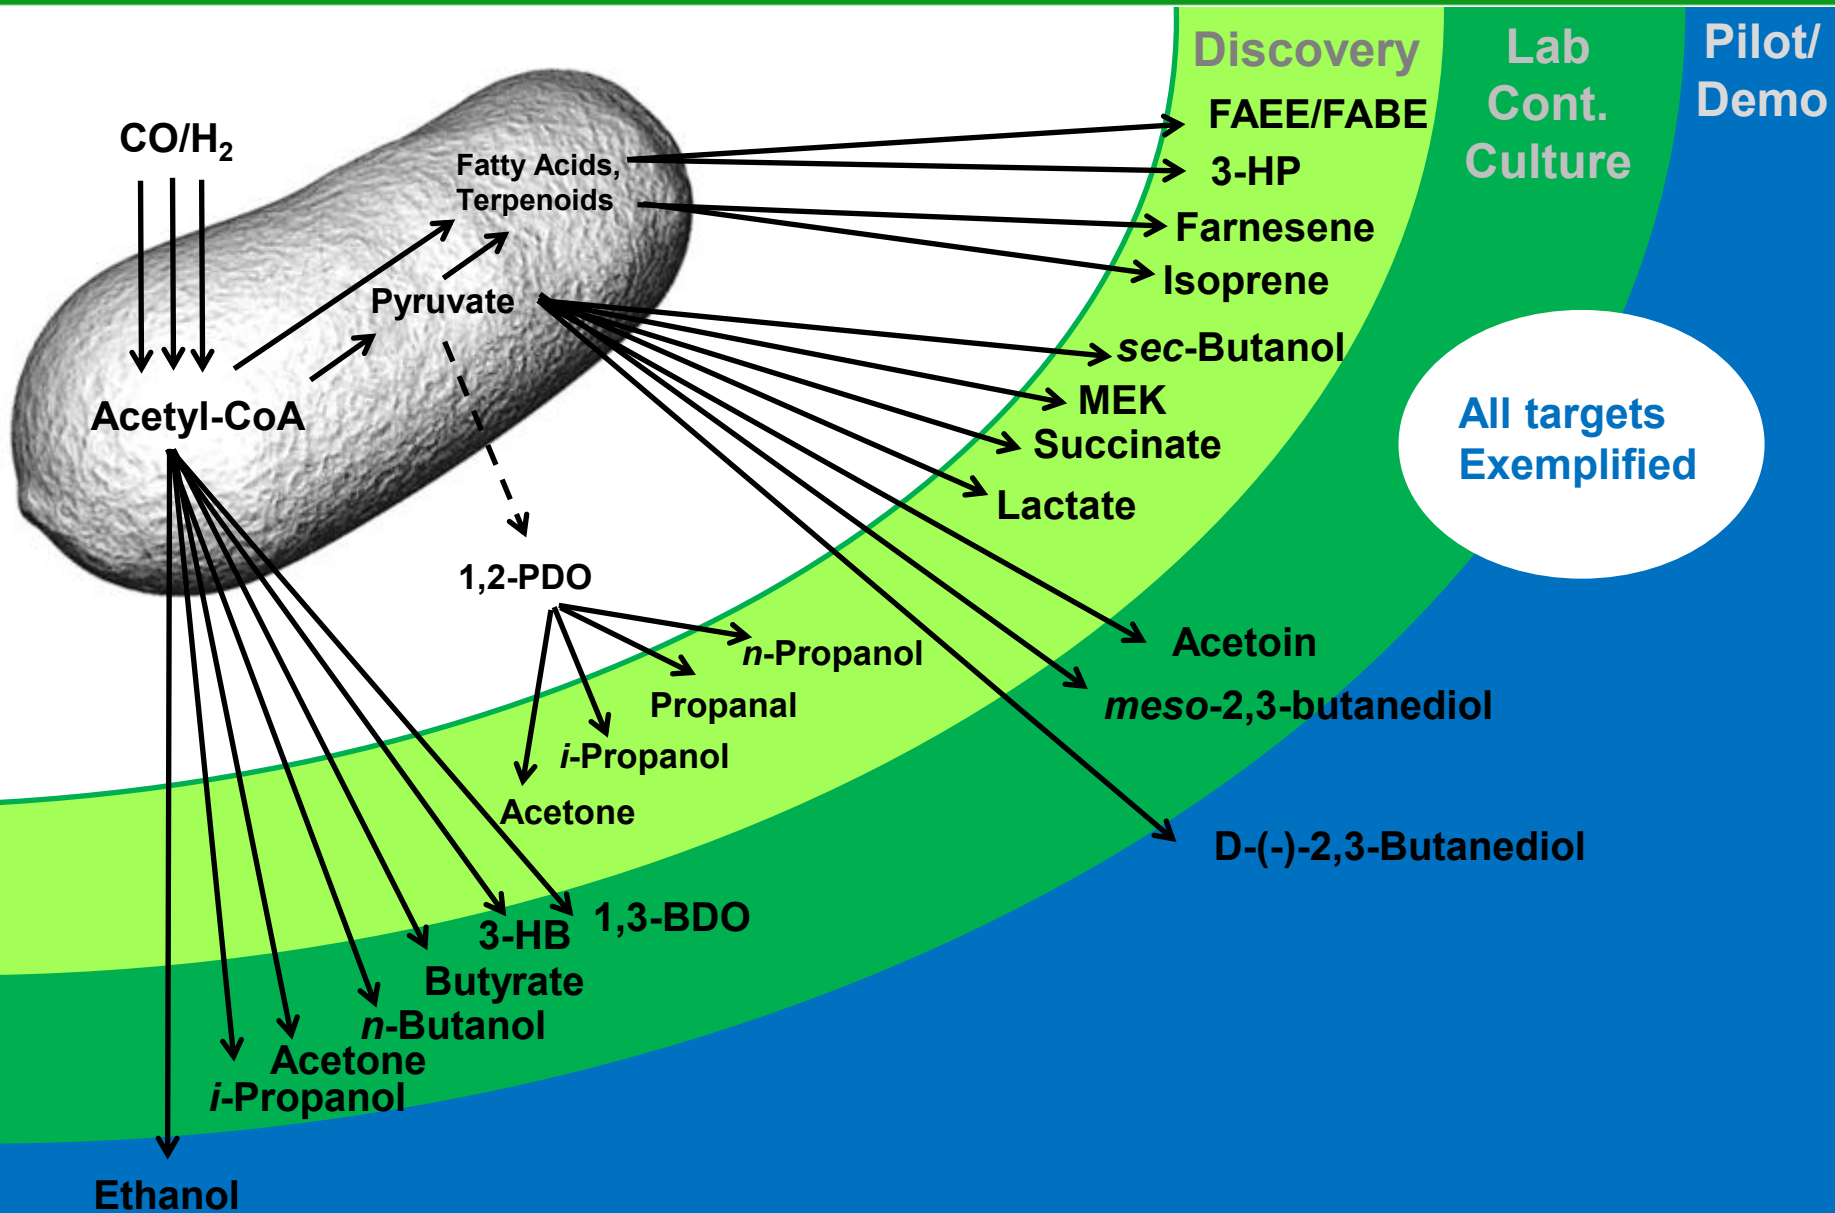 Discovery
Lab
Cont.
Culture
Pilot/
Demo
CO/H₂
Fatty Acids,
Terpenoids
Pyruvate
Acetyl-CoA
FAEE/FABE
3-HP
Farnesene
Isoprene
sec-Butanol
MEK
Succinate
Lactate
All targets
Exemplified
1,2-PDO
n-Propanol
Propanal
i-Propanol
Acetone
Acetoin
meso-2,3-butanediol
D-(-)-2,3-Butanediol
1,3-BDO
3-HB
Butyrate
n-Butanol
Acetone
i-Propanol
Ethanol